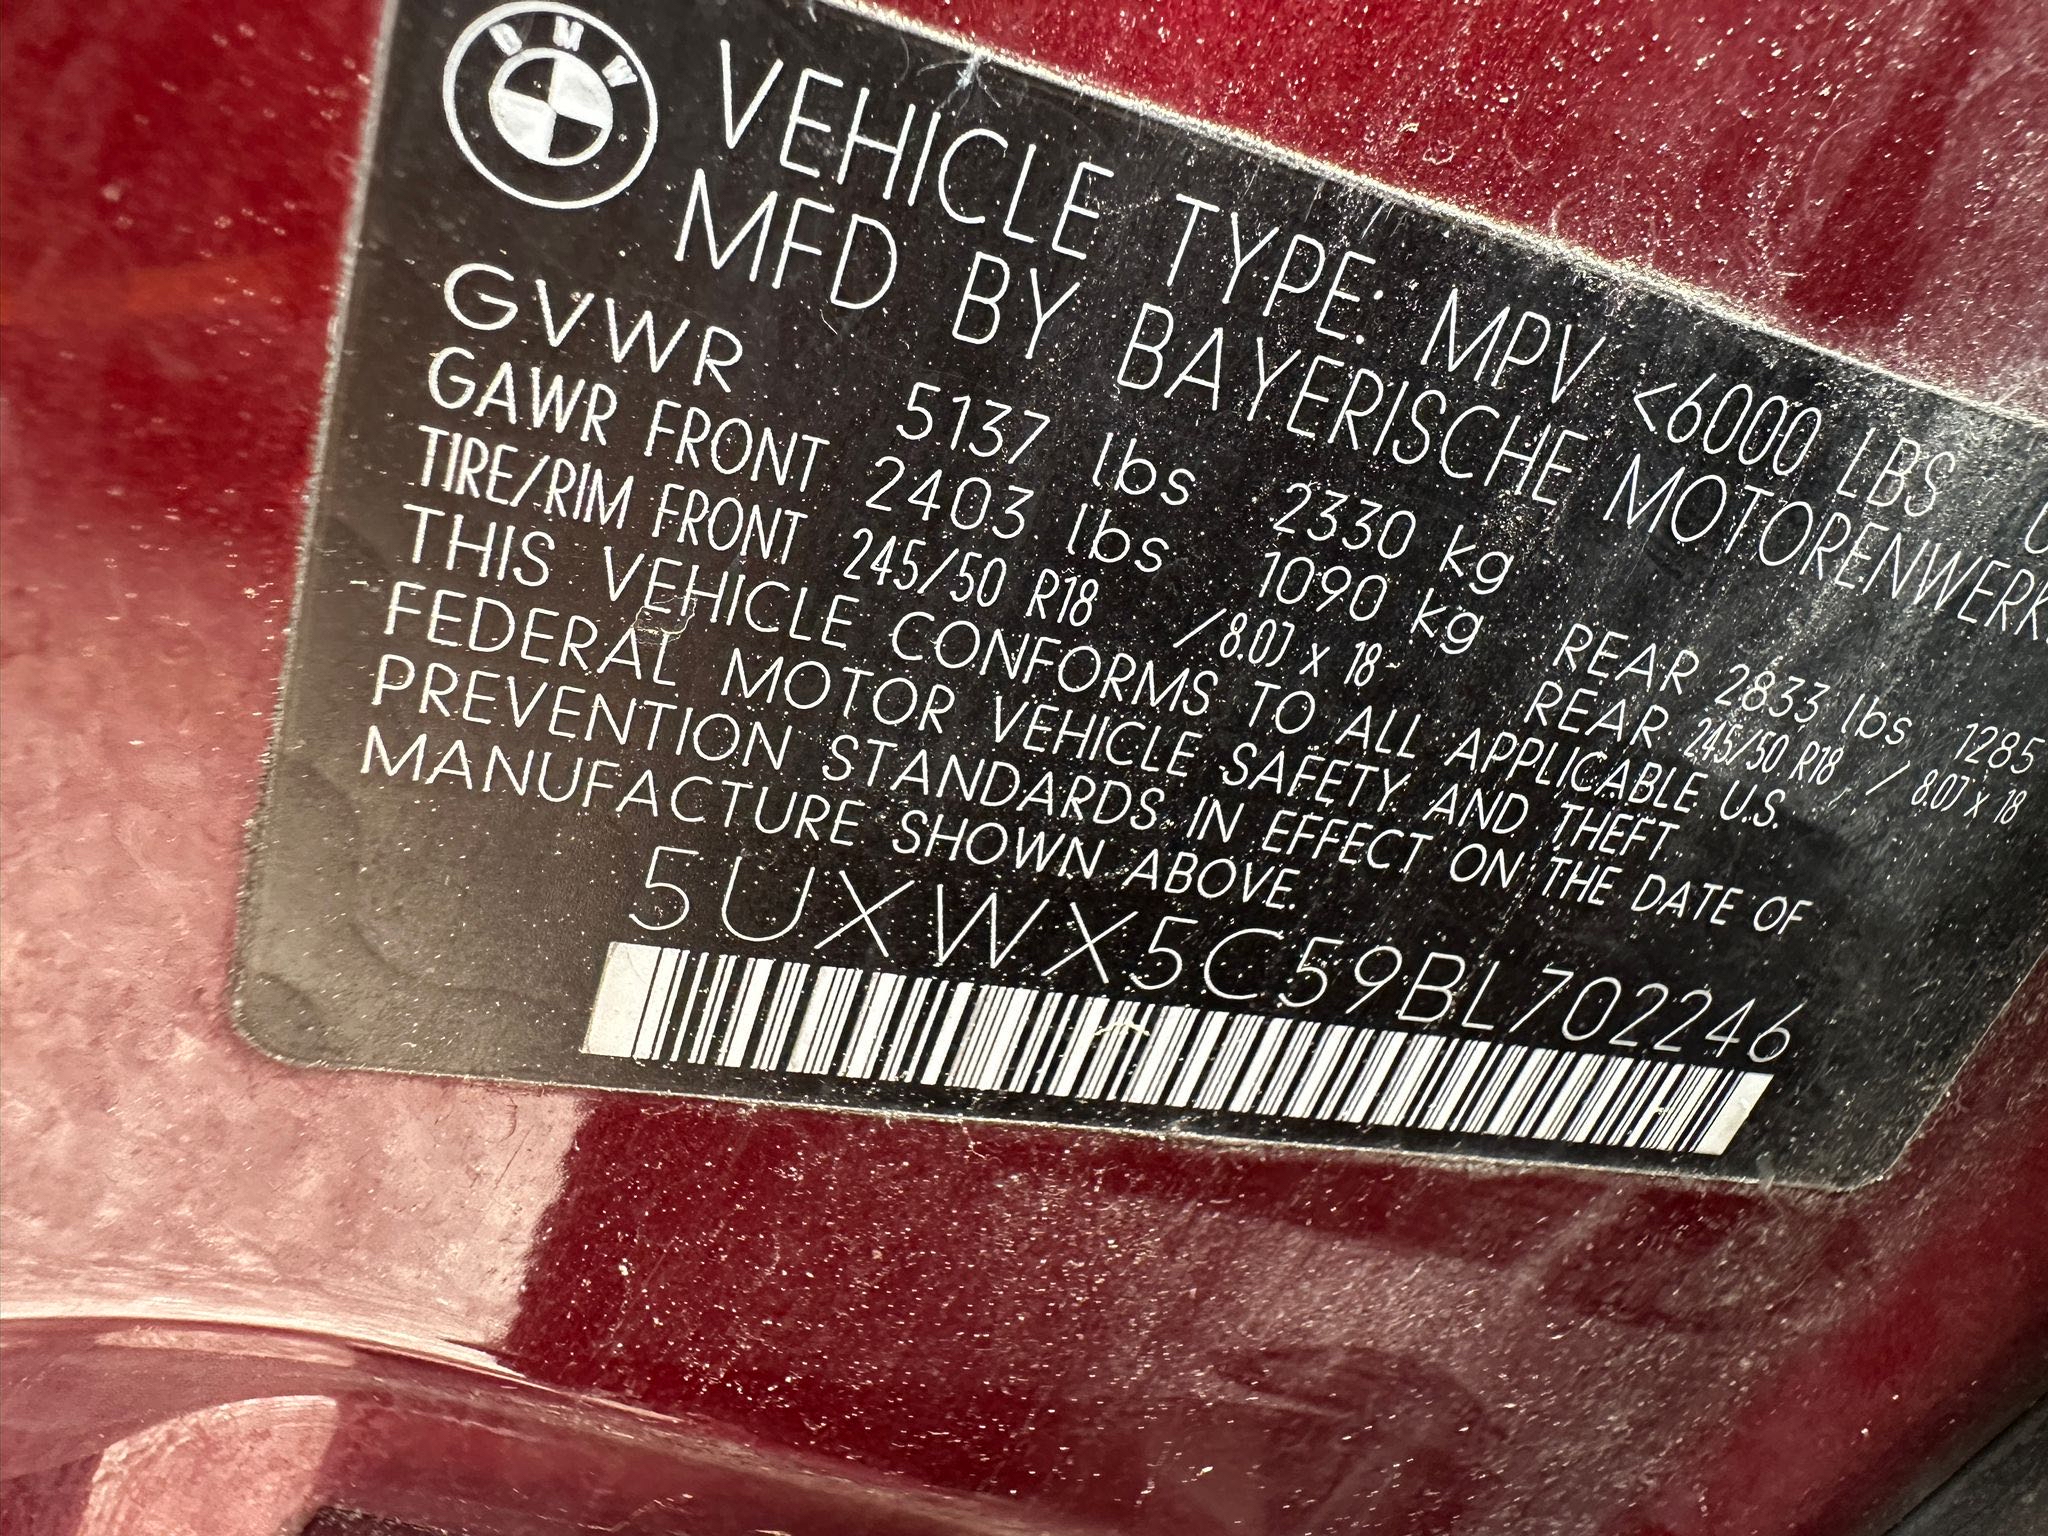 BMW
VEHICLE TYPE: MPV <6000 LBS
MFD BY BAYERISCHE MOTORENWERK
GVWR 5137 lbs 2330 kg
GAWR FRONT 2403 lbs 1090 kg REAR 2833 lbs 1285
TIRE/RIM FRONT 245/50 R18 / 8.0J x 18 REAR 245/50 R18 / 8.0J x 18
THIS VEHICLE CONFORMS TO ALL APPLICABLE U.S.
FEDERAL MOTOR VEHICLE SAFETY AND THEFT
PREVENTION STANDARDS IN EFFECT ON THE DATE OF
MANUFACTURE SHOWN ABOVE.
5UXWX5C59BL702246